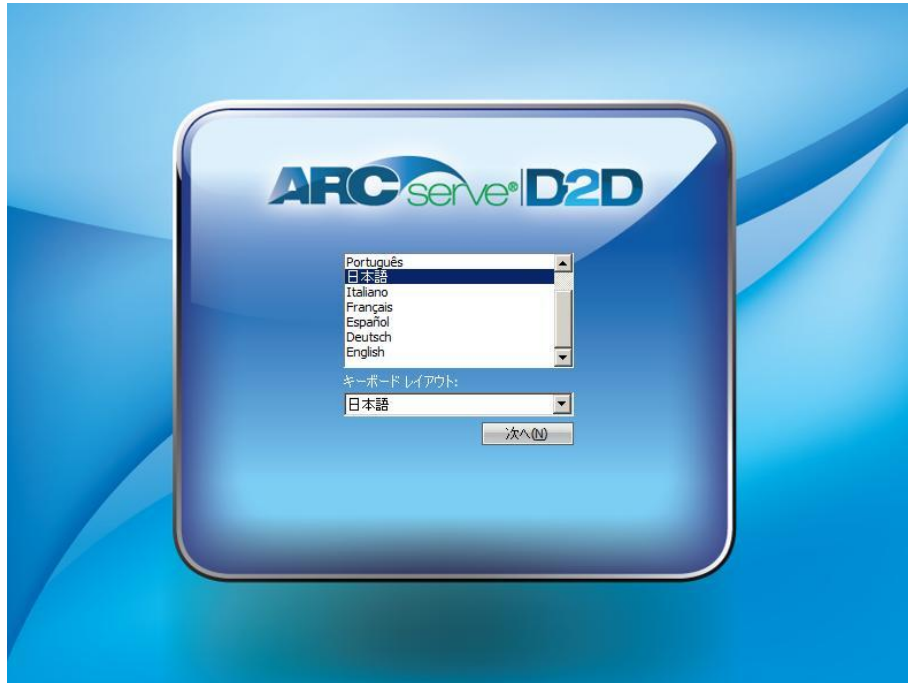 ARCserve®|D2D
Português
日本語
Italiano
Français
Español
Deutsch
English
キーボード レイアウト:
日本語
次へ(N)